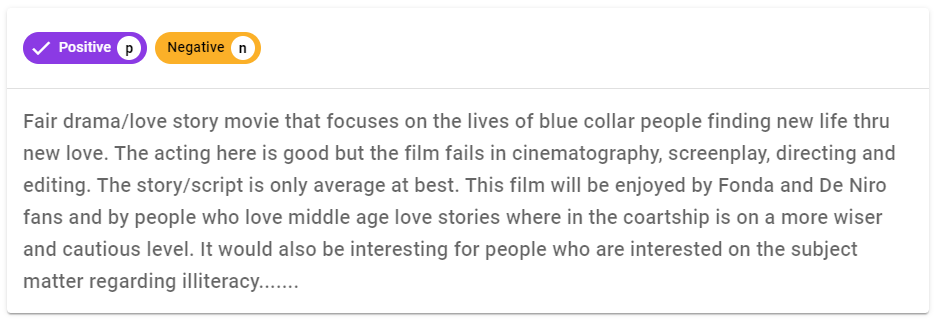 Positive p Negative n
Fair drama/love story movie that focuses on the lives of blue collar people finding new life thru
new love. The acting here is good but the film fails in cinematography, screenplay, directing and
editing. The story/script is only average at best. This film will be enjoyed by Fonda and De Niro
fans and by people who love middle age love stories where in the coartship is on a more wiser
and cautious level. It would also be interesting for people who are interested on the subject
matter regarding illiteracy.......